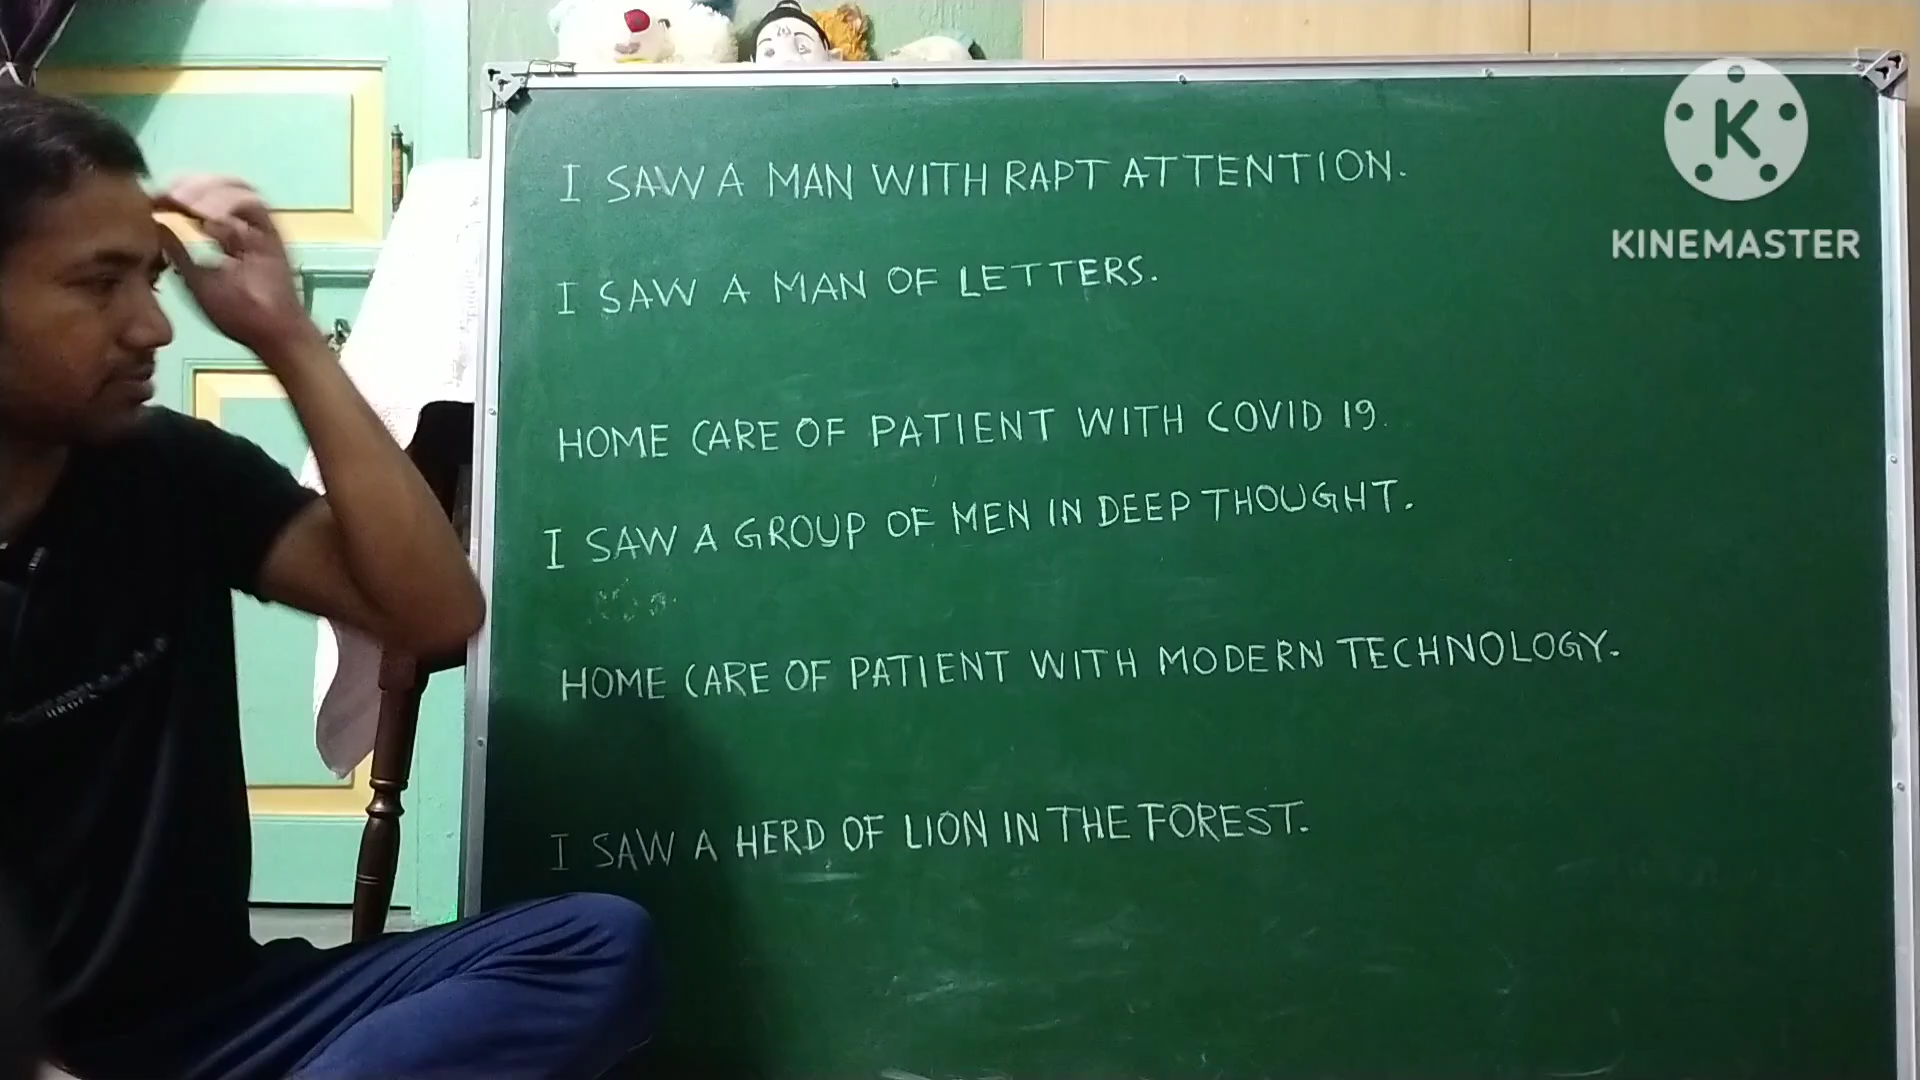 I SAW A MAN WITH RAPT ATTENTION.
I SAW A MAN OF LETTERS.
HOME CARE OF PATIENT WITH COVID 19.
I SAW A GROUP OF MEN IN DEEP THOUGHT.
HOME CARE OF PATIENT WITH MODERN TECHNOLOGY.
I SAW A HERD OF LION IN THE FOREST.
K
KINEMASTER